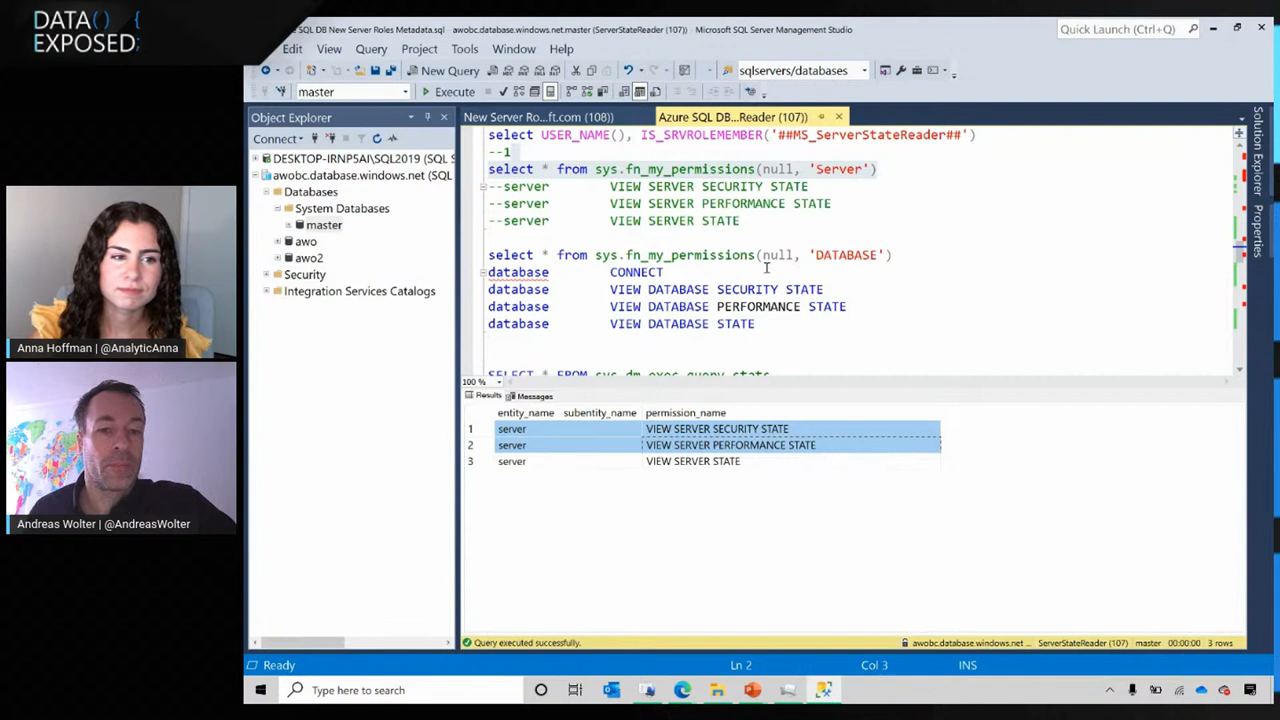 DATA() {
EXPOSED;
SQL DB New Server Roles Metadata.sql - awobc.database.windows.net.master (ServerStateReader (107)) - Microsoft SQL Server Management Studio
Quick Launch (Ctrl+Q)
Edit View Query Project Tools Window Help
New Query
sqlservers/databases
master
Execute
Object Explorer
Connect
DESKTOP-IRNP5AI\SQL2019 (SQL S
awobc.database.windows.net (SQL
Databases
System Databases
master
awo
awo2
Security
Integration Services Catalogs
New Server Ro...ft.com (108))
Azure SQL DB...Reader (107))
select USER_NAME(), IS_SRVROLEMEMBER('##MS_ServerStateReader##')
--1
select * from sys.fn_my_permissions(null, 'Server')
--server VIEW SERVER SECURITY STATE
--server VIEW SERVER PERFORMANCE STATE
--server VIEW SERVER STATE
select * from sys.fn_my_permissions(null, 'DATABASE')
database CONNECT
database VIEW DATABASE SECURITY STATE
database VIEW DATABASE PERFORMANCE STATE
database VIEW DATABASE STATE
SELECT * FROM sys.dm_exec_query_stats
100 %
Results Messages
entity_name subentity_name permission_name
1 server VIEW SERVER SECURITY STATE
2 server VIEW SERVER PERFORMANCE STATE
3 server VIEW SERVER STATE
Query executed successfully.
awobc.database.windows.net ... ServerStateReader (107) master 00:00:00 3 rows
Solution Explorer
Properties
Ready
Ln 2
Col 3
INS
Type here to search
Anna Hoffman | @AnalyticAnna
Andreas Wolter | @AndreasWolter